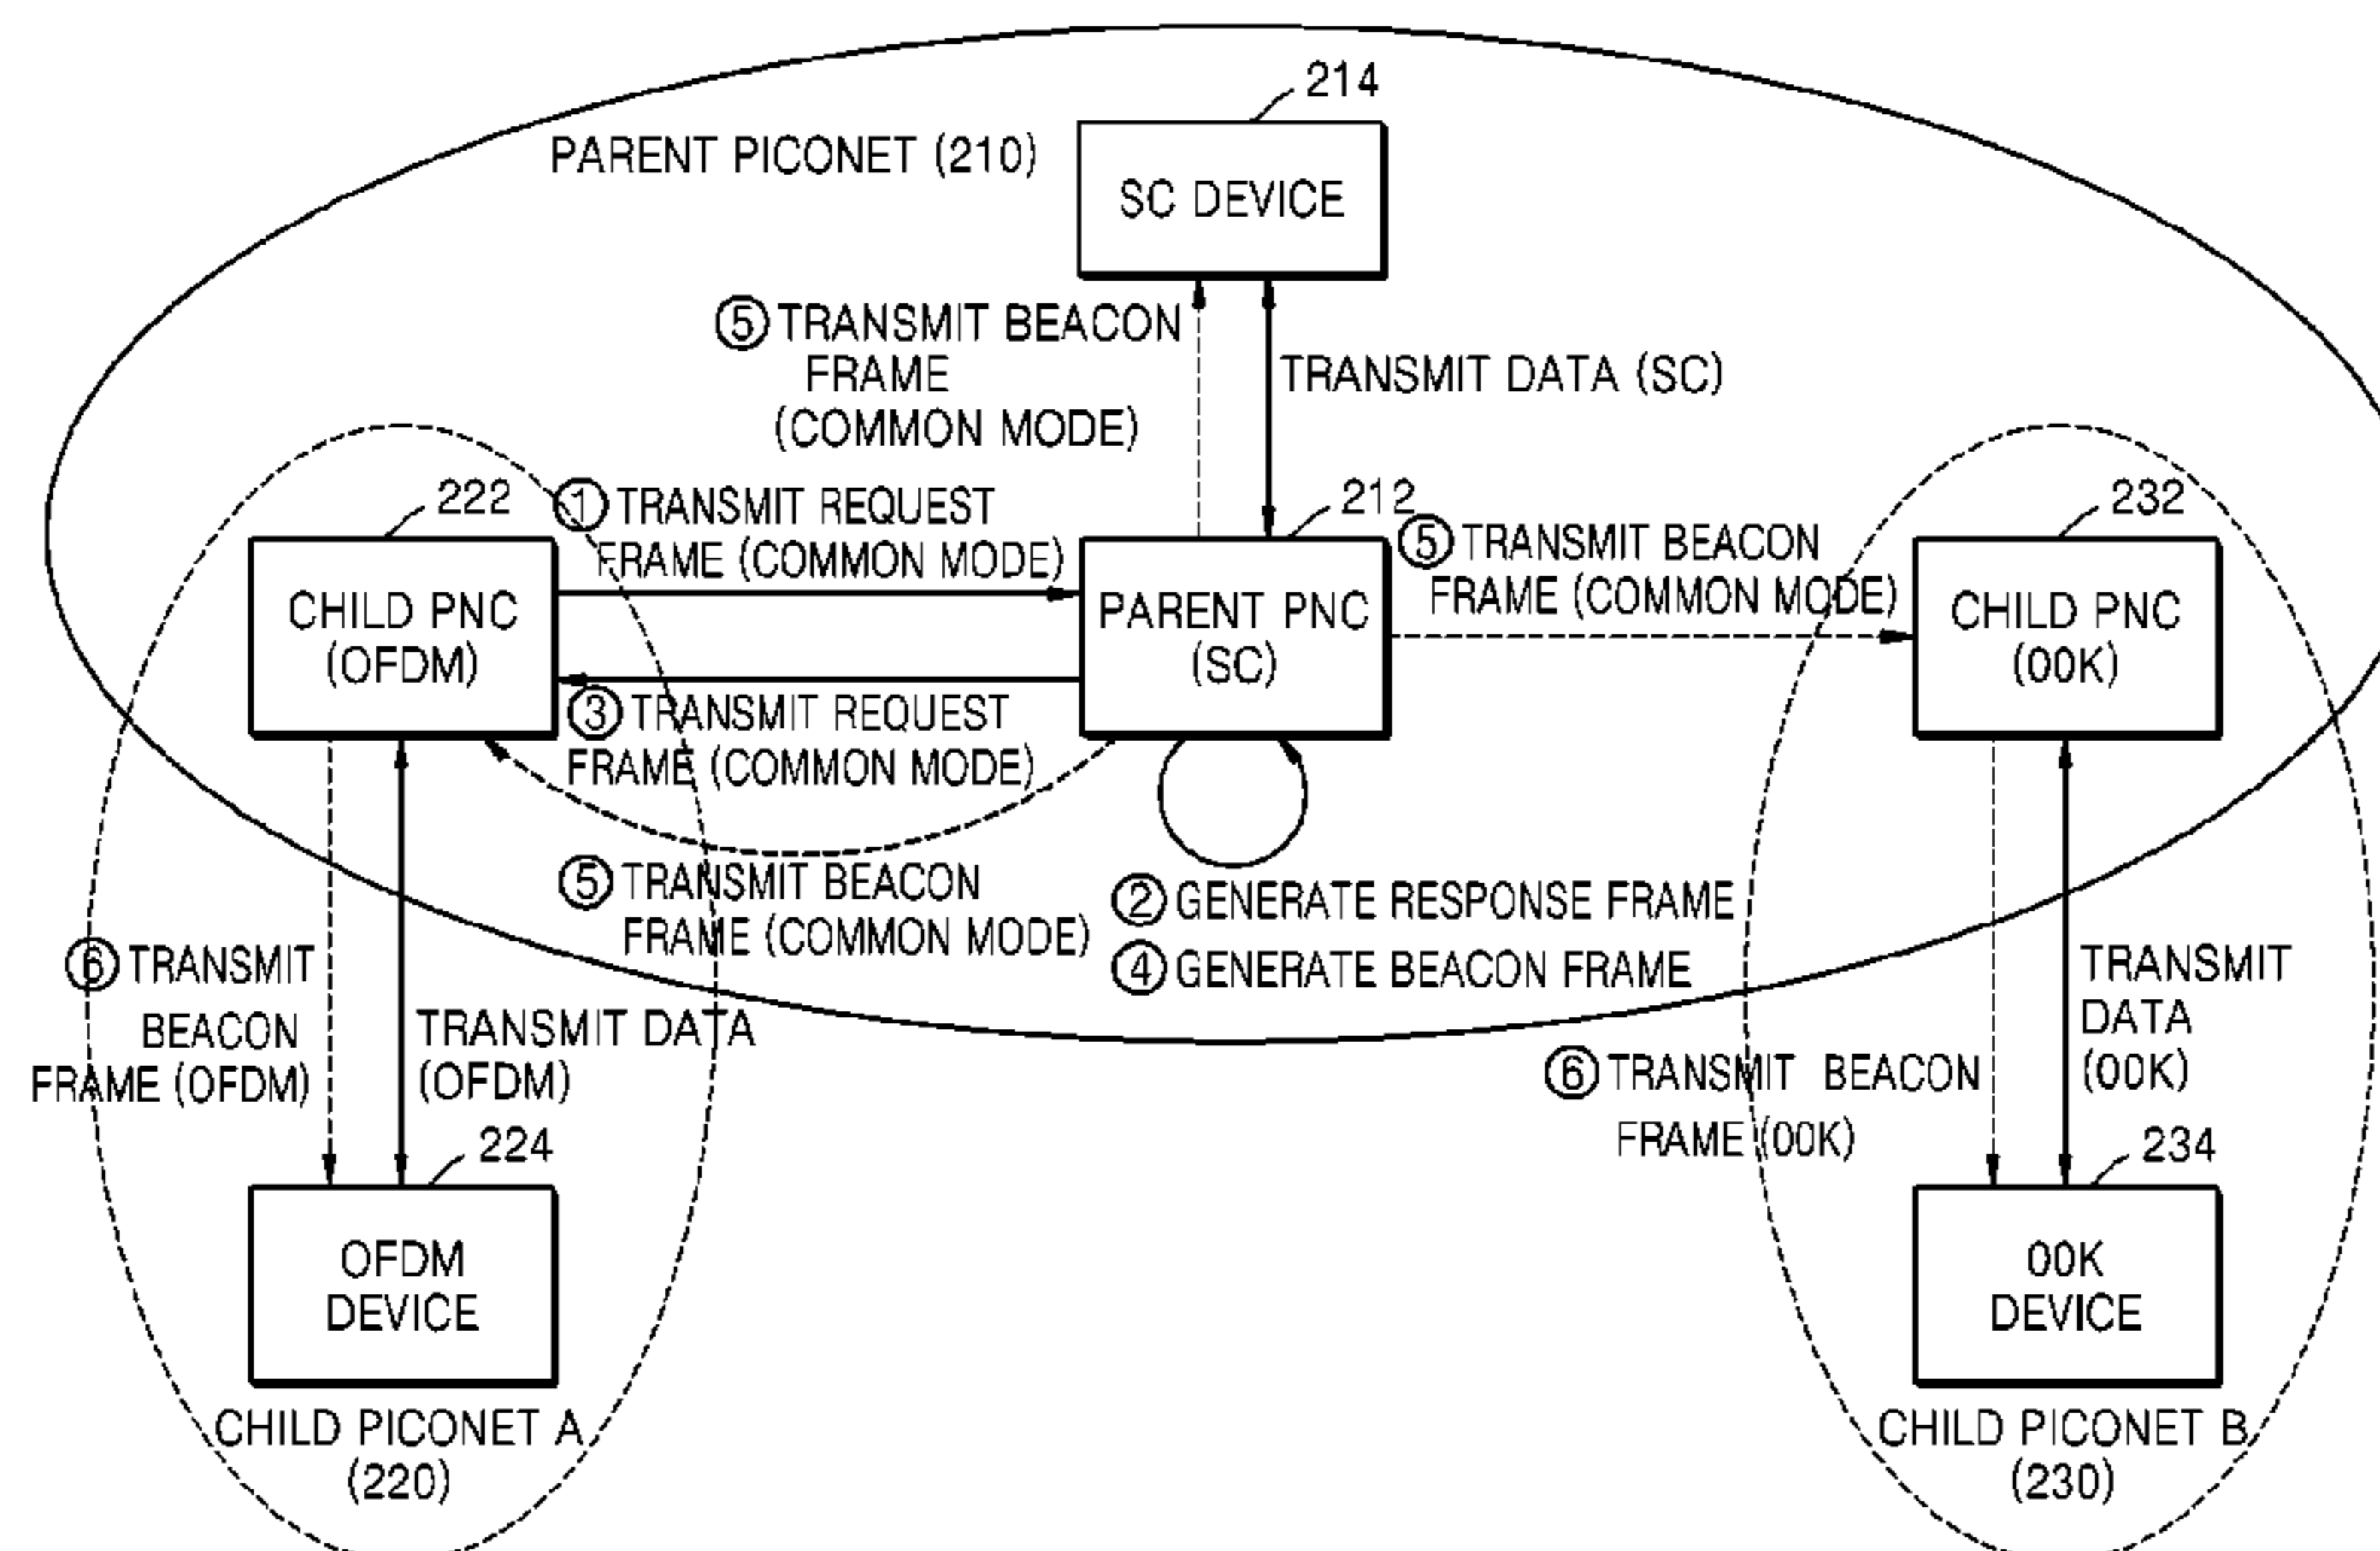 214
PARENT PICONET (210)
SC DEVICE
⑤ TRANSMIT BEACON
FRAME
(COMMON MODE)
TRANSMIT DATA (SC)
222
① TRANSMIT REQUEST
FRAME (COMMON MODE)
212
⑤ TRANSMIT BEACON
FRAME (COMMON MODE)
232
CHILD PNC
(OFDM)
PARENT PNC
(SC)
CHILD PNC
(00K)
③ TRANSMIT REQUEST
FRAME (COMMON MODE)
⑤ TRANSMIT BEACON
FRAME (COMMON MODE)
② GENERATE RESPONSE FRAME
④ GENERATE BEACON FRAME
⑥ TRANSMIT
BEACON
FRAME (OFDM)
TRANSMIT DATA
(OFDM)
TRANSMIT
DATA
(00K)
⑥ TRANSMIT BEACON
FRAME (00K)
224
234
OFDM
DEVICE
00K
DEVICE
CHILD PICONET A
(220)
CHILD PICONET B
(230)